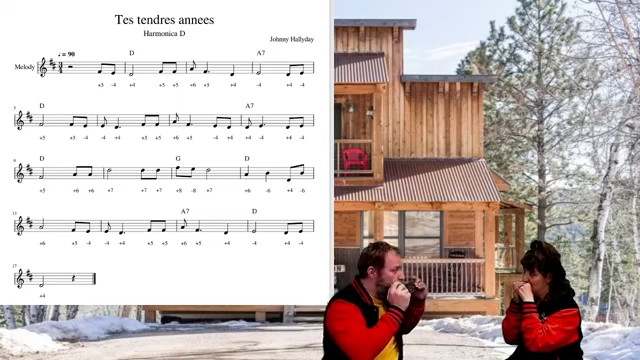 Tes tendres annees
Harmonica D
Johnny Hallyday
♩ = 90
D A7
Melody
+5 -4 +4 +5 +5 +6 +5 +4 -4 +4 -4
5
D A7
+5 +5 -4 -4 +4 +5 +5 +6 +5 +4 -4 +4 -4
9
D G D
+5 +6 +6 +7 +7 +7 +8 -8 +7 +6 -6 +6 -6
13
A7 D
+6 +5 -4 -4 +4 +5 +5 +6 +5 +4 -4 +4 -4
17
+4